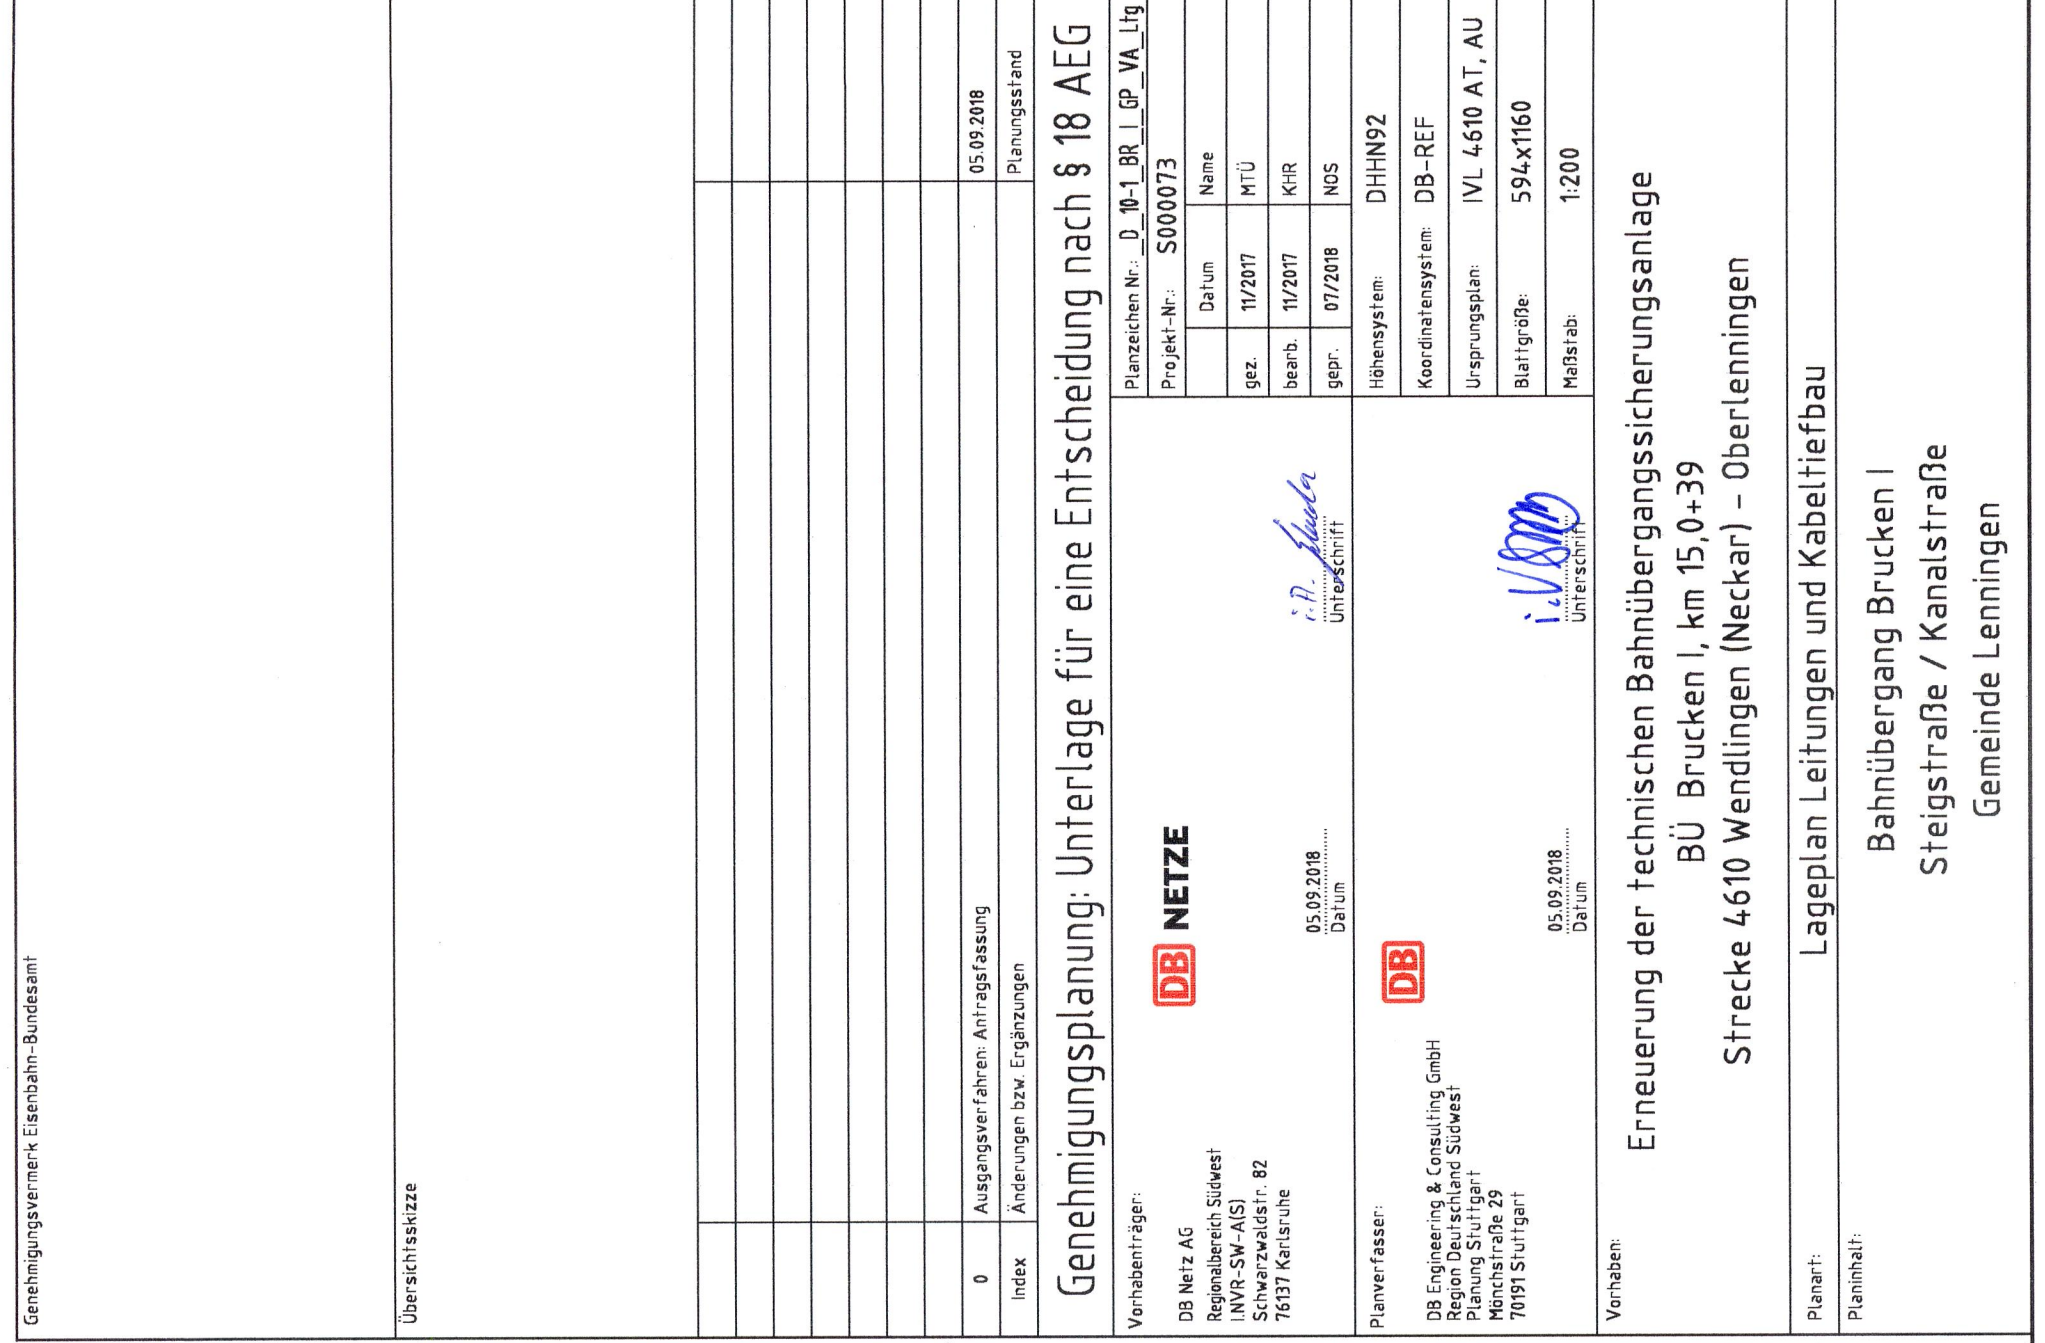 Genehmigungsvermerk Eisenbahn-Bundesamt
Übersichtsskizze
0 Ausgangsverfahren: Antragsfassung 05.09.2018
Index Änderungen bzw. Ergänzungen Planungsstand
Genehmigungsplanung: Unterlage für eine Entscheidung nach § 18 AEG
Vorhabenträger:
DB Netz AG
Regionalbereich Südwest
I.NVR-SW-A(S)
Schwarzwaldstr. 82
76137 Karlsruhe
DB NETZE
05.09.2018
Datum
i.A.
Unterschrift
Planzeichen Nr.: _D_10-1_BR_I_GP_VA_Ltg
Projekt-Nr.: S000073
Datum Name
gez. 11/2017 MTÜ
bearb. 11/2017 KHR
gepr. 07/2018 NOS
Planverfasser:
DB Engineering & Consulting GmbH
Region Deutschland Südwest
Planung Stuttgart
Mönchstraße 29
70191 Stuttgart
DB
05.09.2018
Datum
i.V.
Unterschrift
Höhensystem: DHHN92
Koordinatensystem: DB-REF
Ursprungsplan: IVL 4610 AT, AU
Blattgröße: 594x1160
Maßstab: 1:200
Vorhaben:
Erneuerung der technischen Bahnübergangssicherungsanlage
BÜ Brucken I, km 15,0+39
Strecke 4610 Wendlingen (Neckar) - Oberlenningen
Planart:
Lageplan Leitungen und Kabeltiefbau
Planinhalt:
Bahnübergang Brucken I
Steigstraße / Kanalstraße
Gemeinde Lenningen